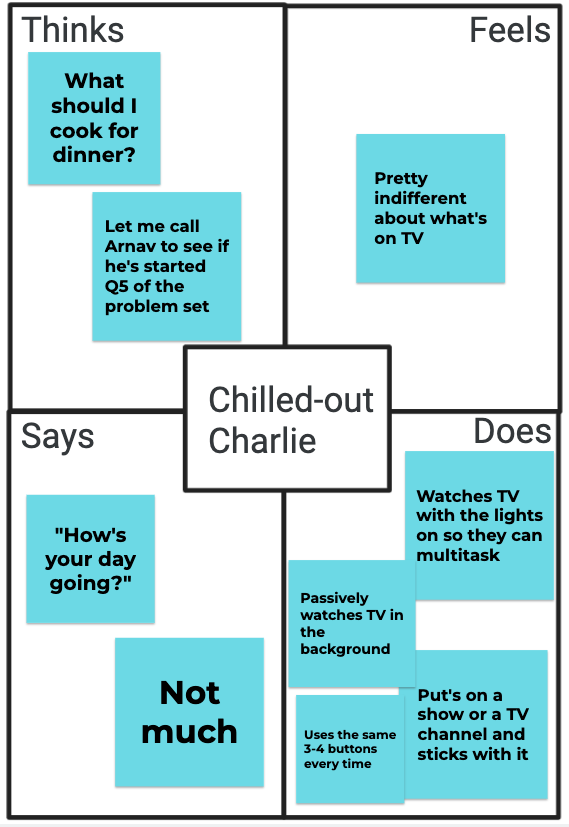 Thinks
What
should I
cook for
dinner?
Let me call
Arnav to see if
he's started
Q5 of the
problem set
Feels
Pretty
indifferent
about what's
on TV
Chilled-out
Charlie
Says
"How's
your day
going?"
Not
much
Does
Watches TV
with the lights
on so they can
multitask
Passively
watches TV in
the
background
Put's on a
show or a TV
channel and
sticks with it
Uses the same
3-4 buttons
every time